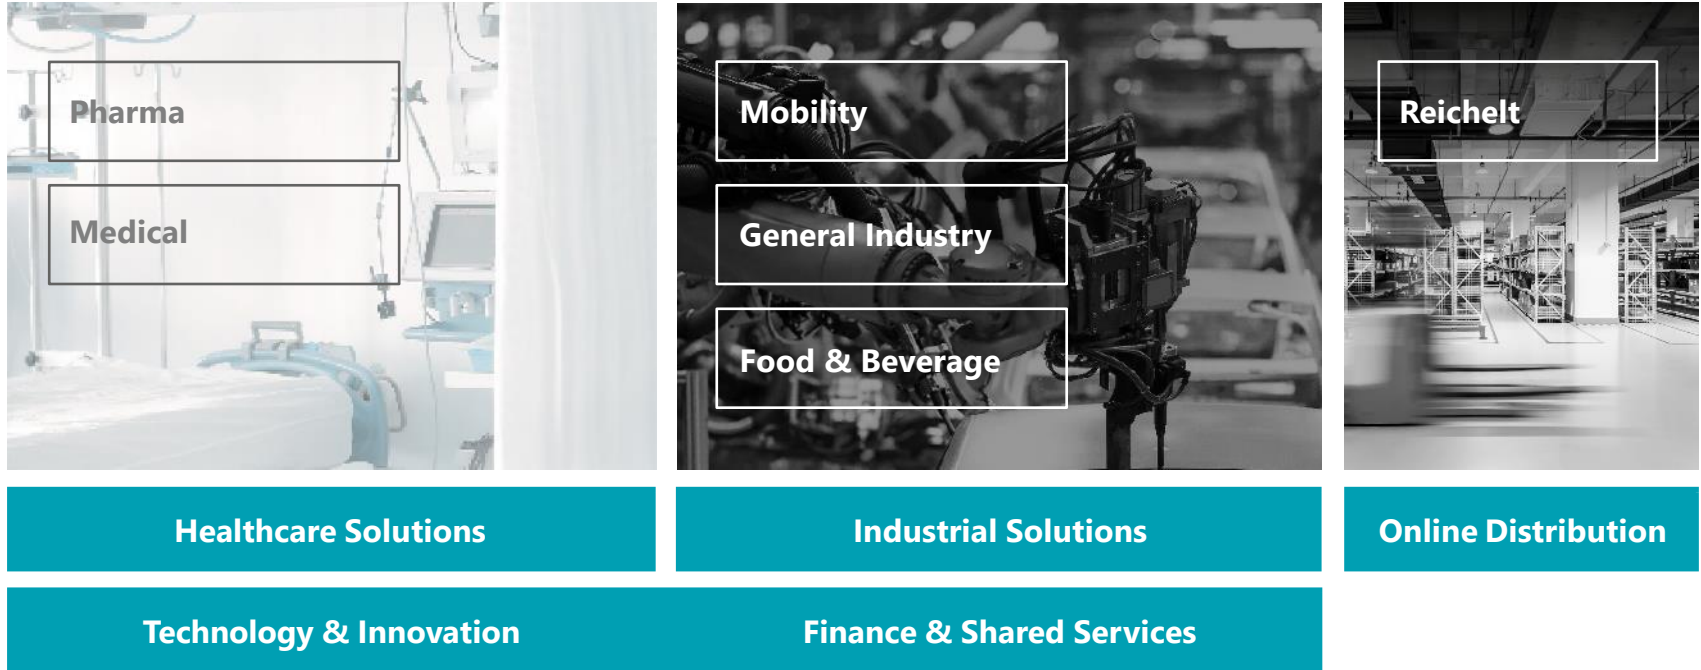 Pharma
Medical
Mobility
General Industry
Food & Beverage
Reichelt
Healthcare Solutions
Industrial Solutions
Online Distribution
Technology & Innovation
Finance & Shared Services